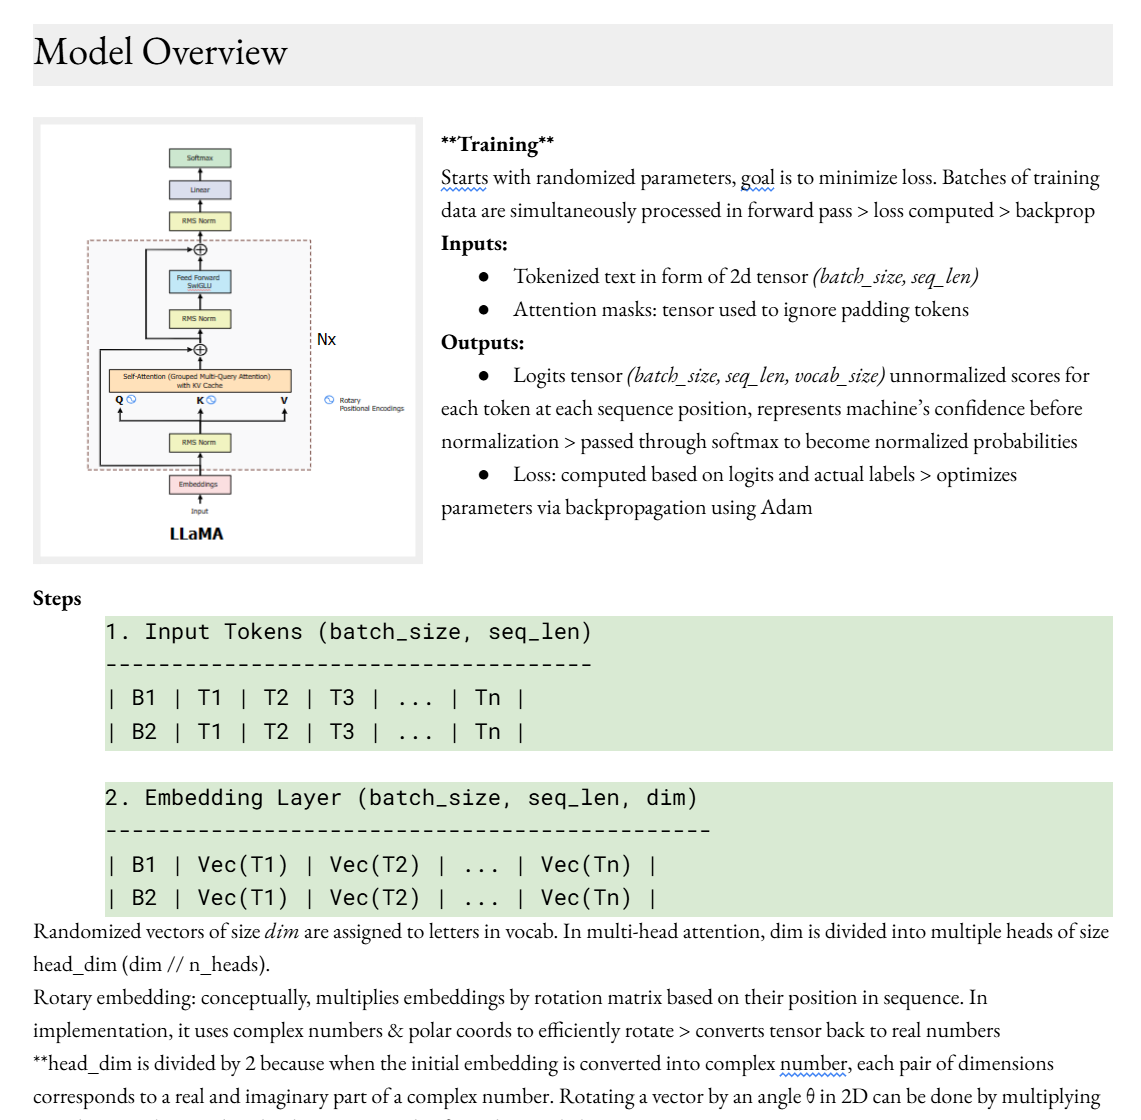 Model Overview
Softmax
Linear
RMS Norm
Feed Forward
SwiGLU
RMS Norm
Nx
Self-Attention (Grouped Multi-Query Attention)
with KV Cache
Q K V
Rotary
Positional Encodings
RMS Norm
Embeddings
Input
LLaMA
**Training**
Starts with randomized parameters, goal is to minimize loss. Batches of training
data are simultaneously processed in forward pass > loss computed > backprop
Inputs:
● Tokenized text in form of 2d tensor (batch_size, seq_len)
● Attention masks: tensor used to ignore padding tokens
Outputs:
● Logits tensor (batch_size, seq_len, vocab_size) unnormalized scores for
each token at each sequence position, represents machine’s confidence before
normalization > passed through softmax to become normalized probabilities
● Loss: computed based on logits and actual labels > optimizes
parameters via backpropagation using Adam
Steps
1. Input Tokens (batch_size, seq_len)
-------------------------------------
| B1 | T1 | T2 | T3 | ... | Tn |
| B2 | T1 | T2 | T3 | ... | Tn |
2. Embedding Layer (batch_size, seq_len, dim)
----------------------------------------------
| B1 | Vec(T1) | Vec(T2) | ... | Vec(Tn) |
| B2 | Vec(T1) | Vec(T2) | ... | Vec(Tn) |
Randomized vectors of size dim are assigned to letters in vocab. In multi-head attention, dim is divided into multiple heads of size
head_dim (dim // n_heads).
Rotary embedding: conceptually, multiplies embeddings by rotation matrix based on their position in sequence. In
implementation, it uses complex numbers & polar coords to efficiently rotate > converts tensor back to real numbers
**head_dim is divided by 2 because when the initial embedding is converted into complex number, each pair of dimensions
corresponds to a real and imaginary part of a complex number. Rotating a vector by an angle θ in 2D can be done by multiplying